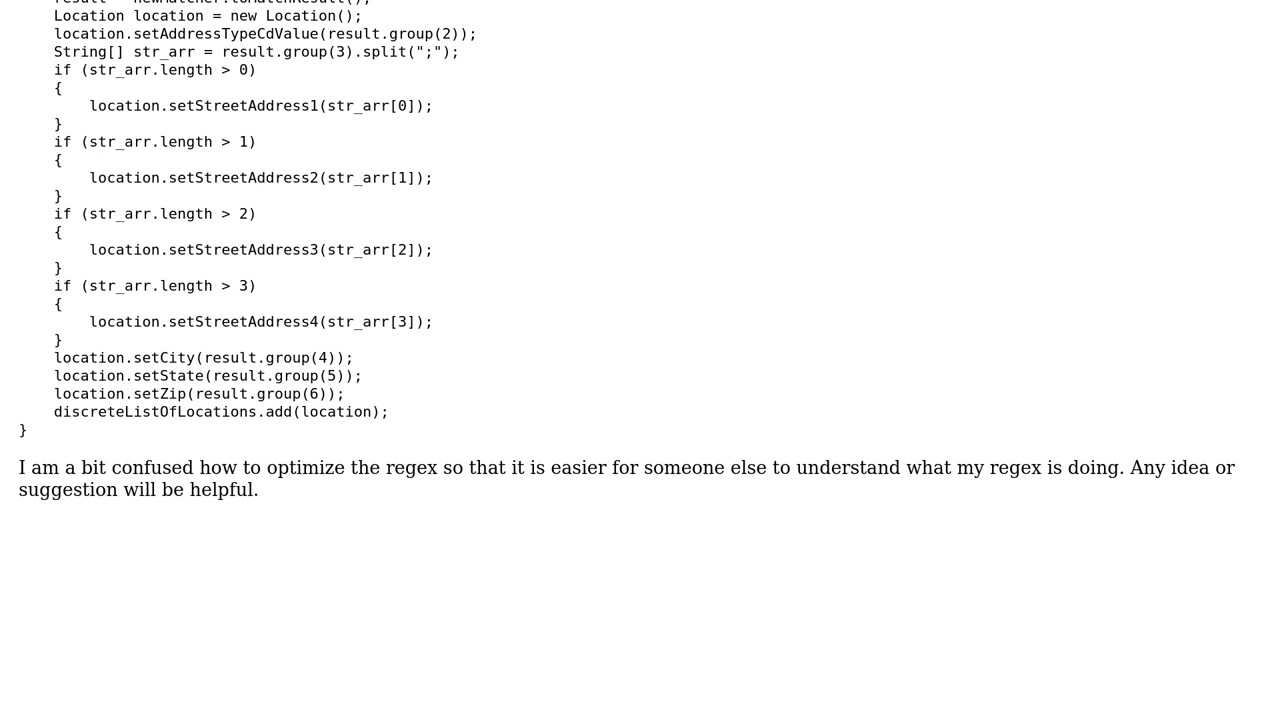 result = newMatcher.toMatchResult();
Location location = new Location();
location.setAddressTypeCdValue(result.group(2));
String[] str_arr = result.group(3).split(";");
if (str_arr.length > 0)
{
location.setStreetAddress1(str_arr[0]);
}
if (str_arr.length > 1)
{
location.setStreetAddress2(str_arr[1]);
}
if (str_arr.length > 2)
{
location.setStreetAddress3(str_arr[2]);
}
if (str_arr.length > 3)
{
location.setStreetAddress4(str_arr[3]);
}
location.setCity(result.group(4));
location.setState(result.group(5));
location.setZip(result.group(6));
discreteListOfLocations.add(location);
}
I am a bit confused how to optimize the regex so that it is easier for someone else to understand what my regex is doing. Any idea or
suggestion will be helpful.